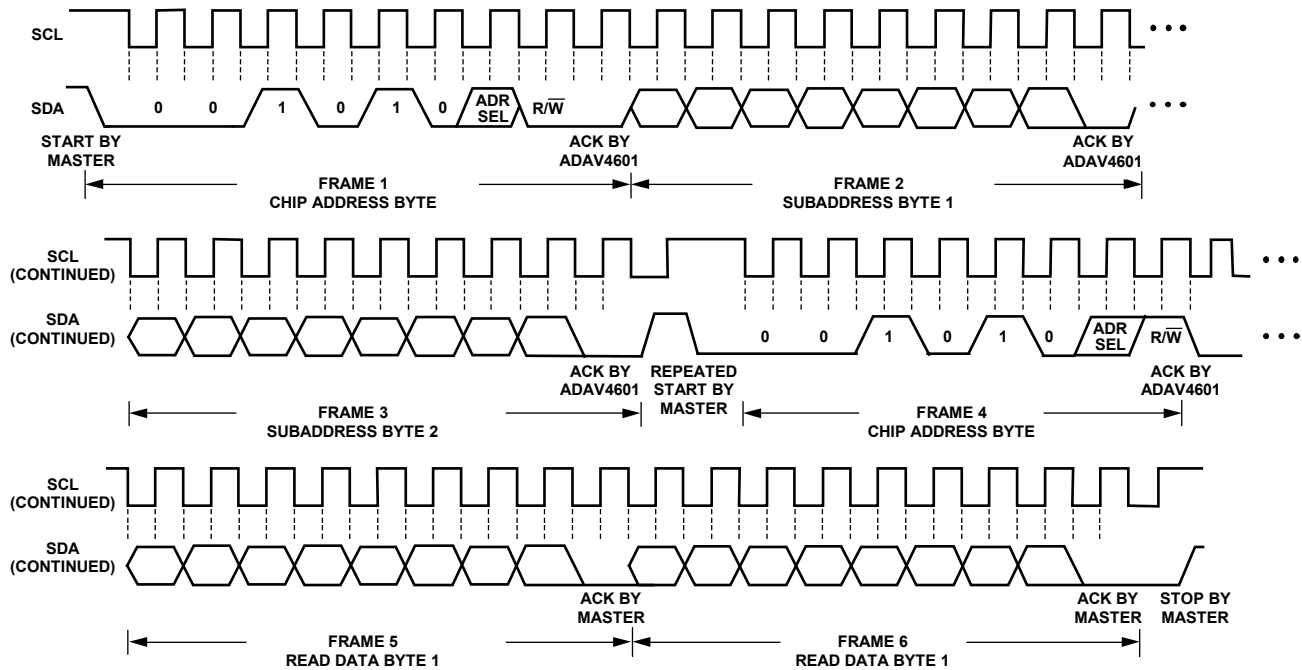 SCL
SDA
0 0 1 0 1 0 ADR SEL R/W̅
START BY MASTER
ACK BY ADAV4601
ACK BY ADAV4601
FRAME 1
CHIP ADDRESS BYTE
FRAME 2
SUBADDRESS BYTE 1
SCL
(CONTINUED)
SDA
(CONTINUED)
0 0 1 0 1 0 ADR SEL R/W̅
ACK BY ADAV4601
REPEATED START BY MASTER
ACK BY ADAV4601
FRAME 3
SUBADDRESS BYTE 2
FRAME 4
CHIP ADDRESS BYTE
SCL
(CONTINUED)
SDA
(CONTINUED)
ACK BY MASTER
ACK BY MASTER
STOP BY MASTER
FRAME 5
READ DATA BYTE 1
FRAME 6
READ DATA BYTE 1